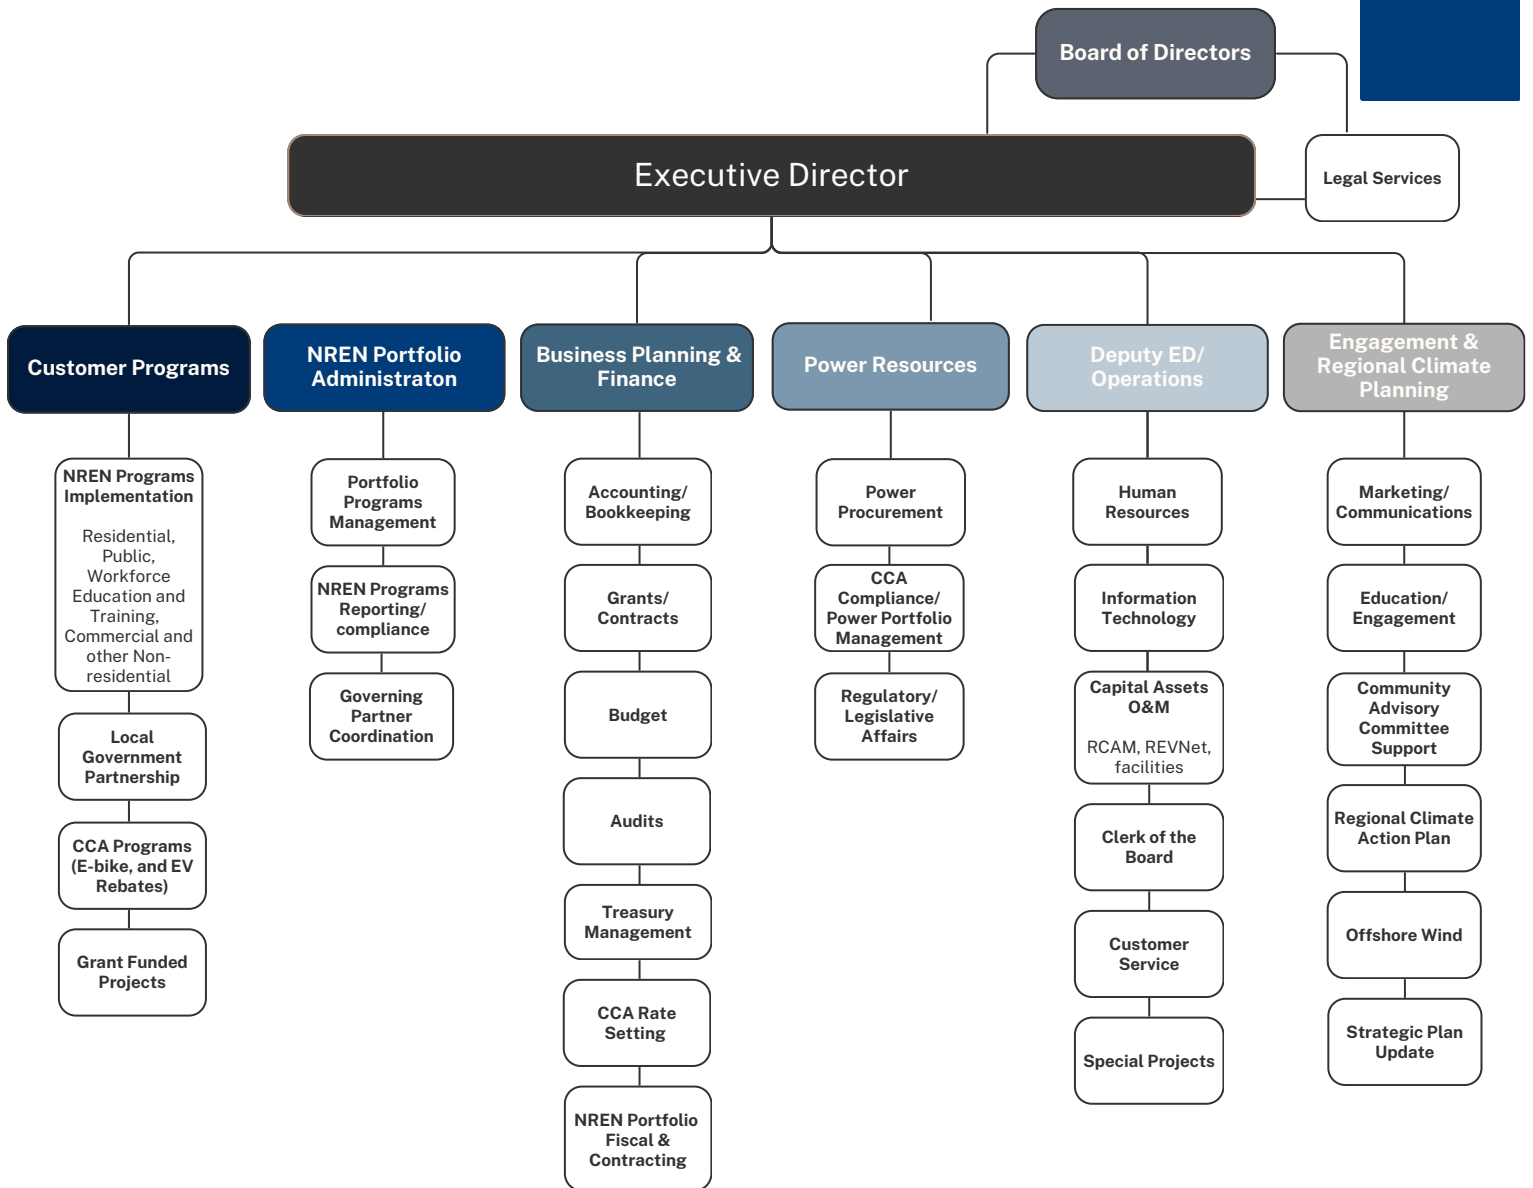 Board of Directors
Executive Director
Legal Services
Customer Programs
NREN Portfolio
Administraton
Business Planning &
Finance
Power Resources
Deputy ED/
Operations
Engagement &
Regional Climate
Planning
NREN Programs
Implementation
Residential,
Public,
Workforce
Education and
Training,
Commercial and
other Non-
residential
Local
Government
Partnership
CCA Programs
(E-bike, and EV
Rebates)
Grant Funded
Projects
Portfolio
Programs
Management
NREN Programs
Reporting/
compliance
Governing
Partner
Coordination
Accounting/
Bookkeeping
Grants/
Contracts
Budget
Audits
Treasury
Management
CCA Rate
Setting
NREN Portfolio
Fiscal &
Contracting
Power
Procurement
CCA
Compliance/
Power Portfolio
Management
Regulatory/
Legislative
Affairs
Human
Resources
Information
Technology
Capital Assets
O&M
RCAM, REVNet,
facilities
Clerk of the
Board
Customer
Service
Special Projects
Marketing/
Communications
Education/
Engagement
Community
Advisory
Committee
Support
Regional Climate
Action Plan
Offshore Wind
Strategic Plan
Update